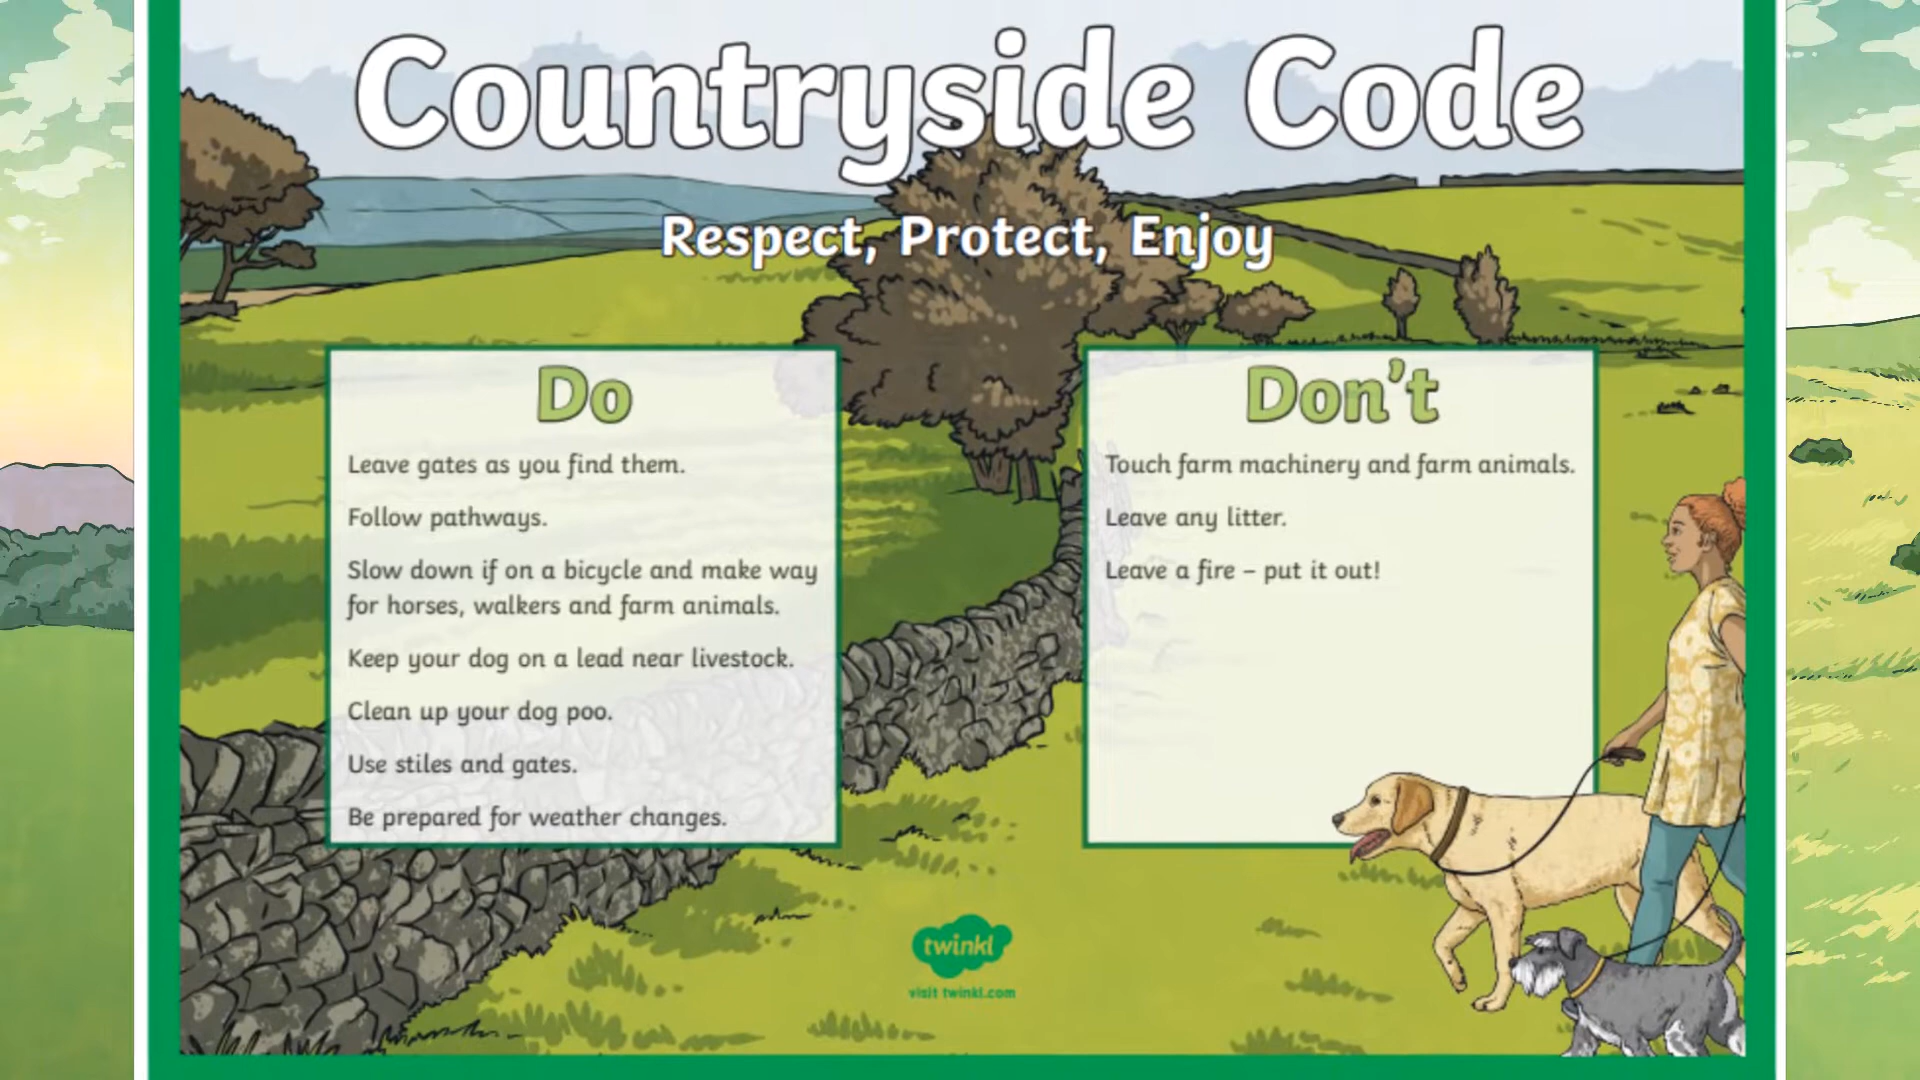 Countryside Code
Respect, Protect, Enjoy
Do
Leave gates as you find them.
Follow pathways.
Slow down if on a bicycle and make way
for horses, walkers and farm animals.
Keep your dog on a lead near livestock.
Clean up your dog poo.
Use stiles and gates.
Be prepared for weather changes.
Don't
Touch farm machinery and farm animals.
Leave any litter.
Leave a fire – put it out!
twinkl
visit twinkl.com